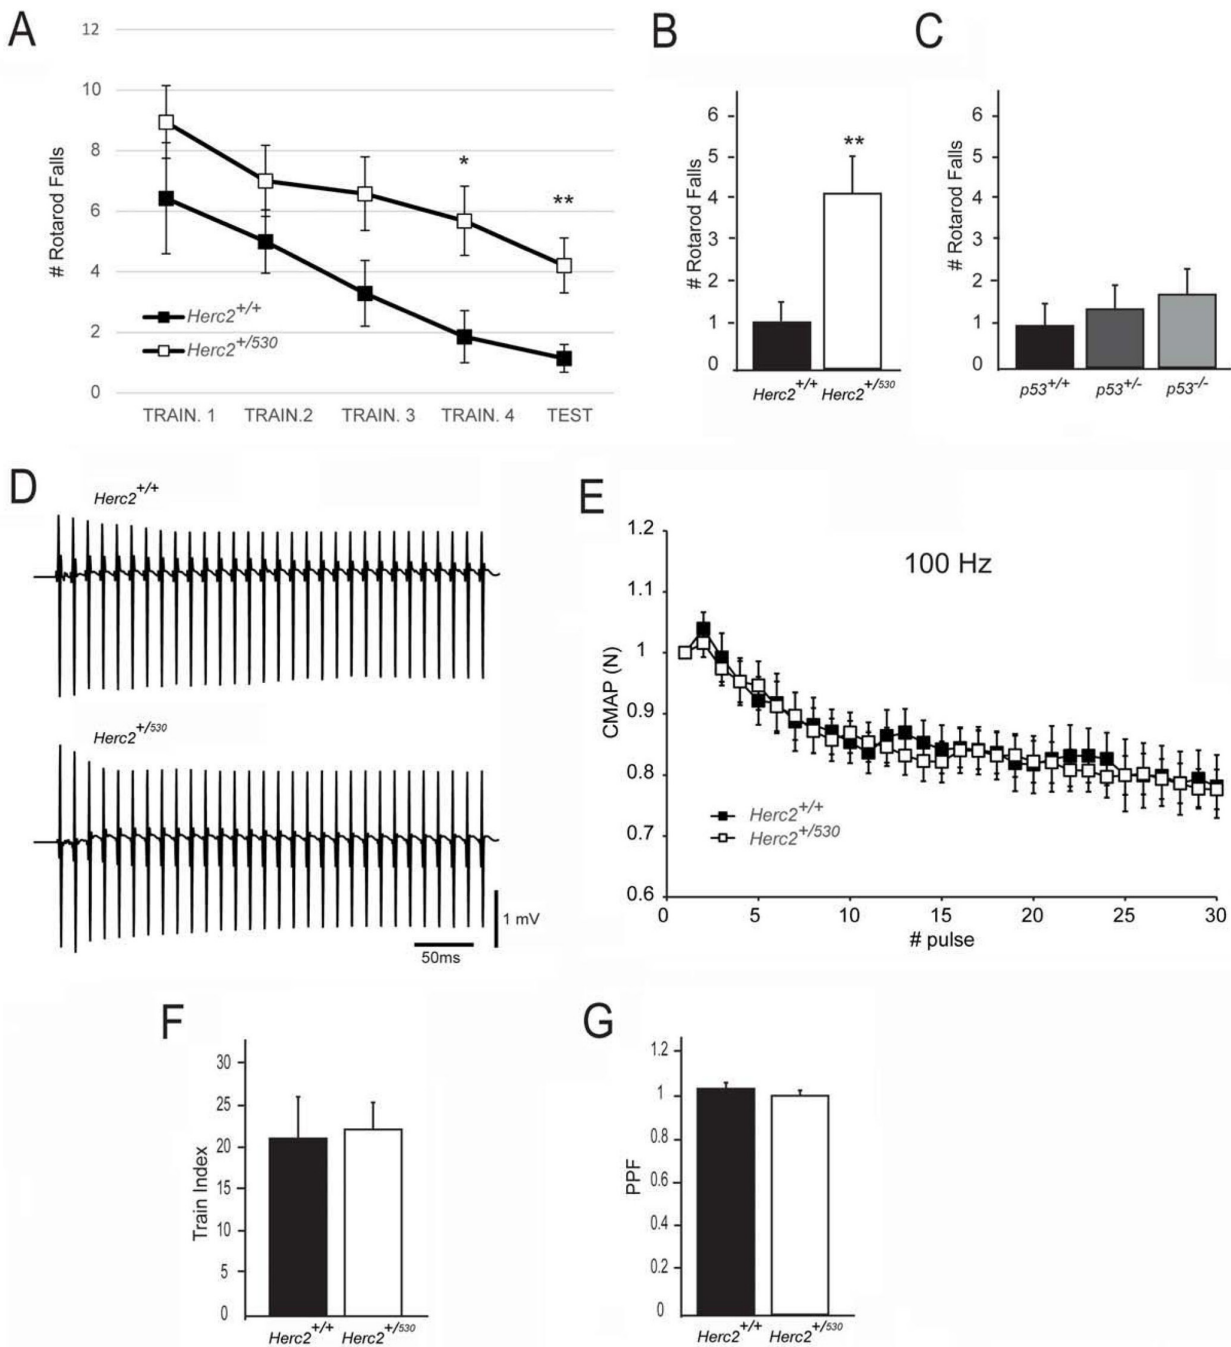 A
12
10
8
6
4
2
0
# Rotarod Falls
*
**
Herc2+/+
Herc2+/530
TRAIN. 1 TRAIN.2 TRAIN. 3 TRAIN. 4 TEST
B
6
5
4
3
2
1
0
# Rotarod Falls
**
Herc2+/+ Herc2+/530
C
6
5
4
3
2
1
0
# Rotarod Falls
p53+/+ p53+/- p53-/-
D
Herc2+/+
Herc2+/530
1 mV
50ms
E
1.2
1.1
1
0.9
0.8
0.7
0.6
CMAP (N)
100 Hz
Herc2+/+
Herc2+/530
0 5 10 15 20 25 30
# pulse
F
30
25
20
15
10
5
0
Train Index
Herc2+/+ Herc2+/530
G
1.2
1
0.8
0.6
0.4
0.2
0
PPF
Herc2+/+ Herc2+/530